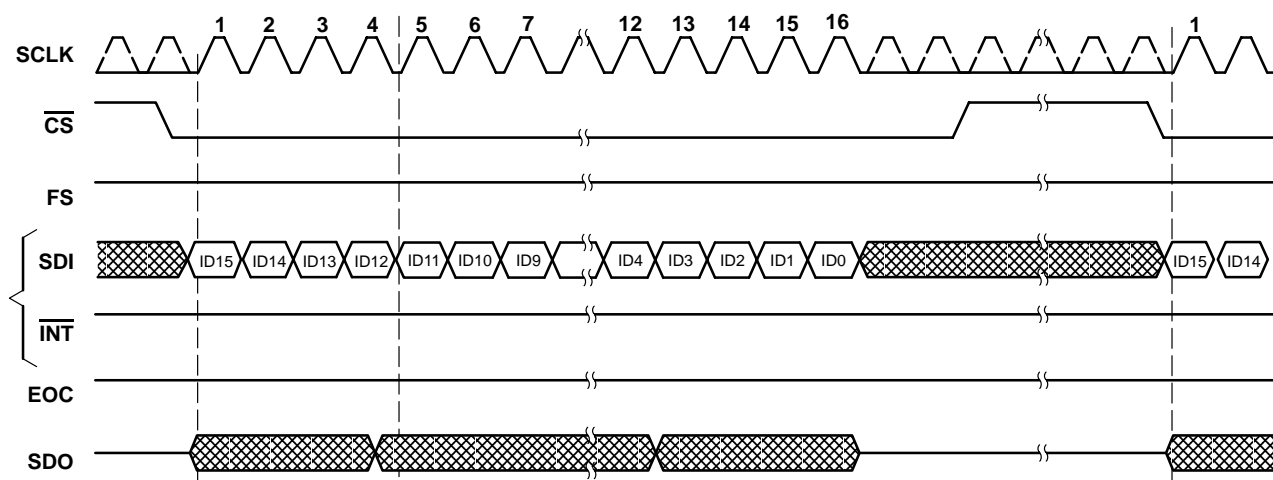 1 2 3 4 5 6 7 12 13 14 15 16 1
SCLK
CS
FS
SDI ID15 ID14 ID13 ID12 ID11 ID10 ID9 ID4 ID3 ID2 ID1 ID0 ID15 ID14
INT
EOC
SDO